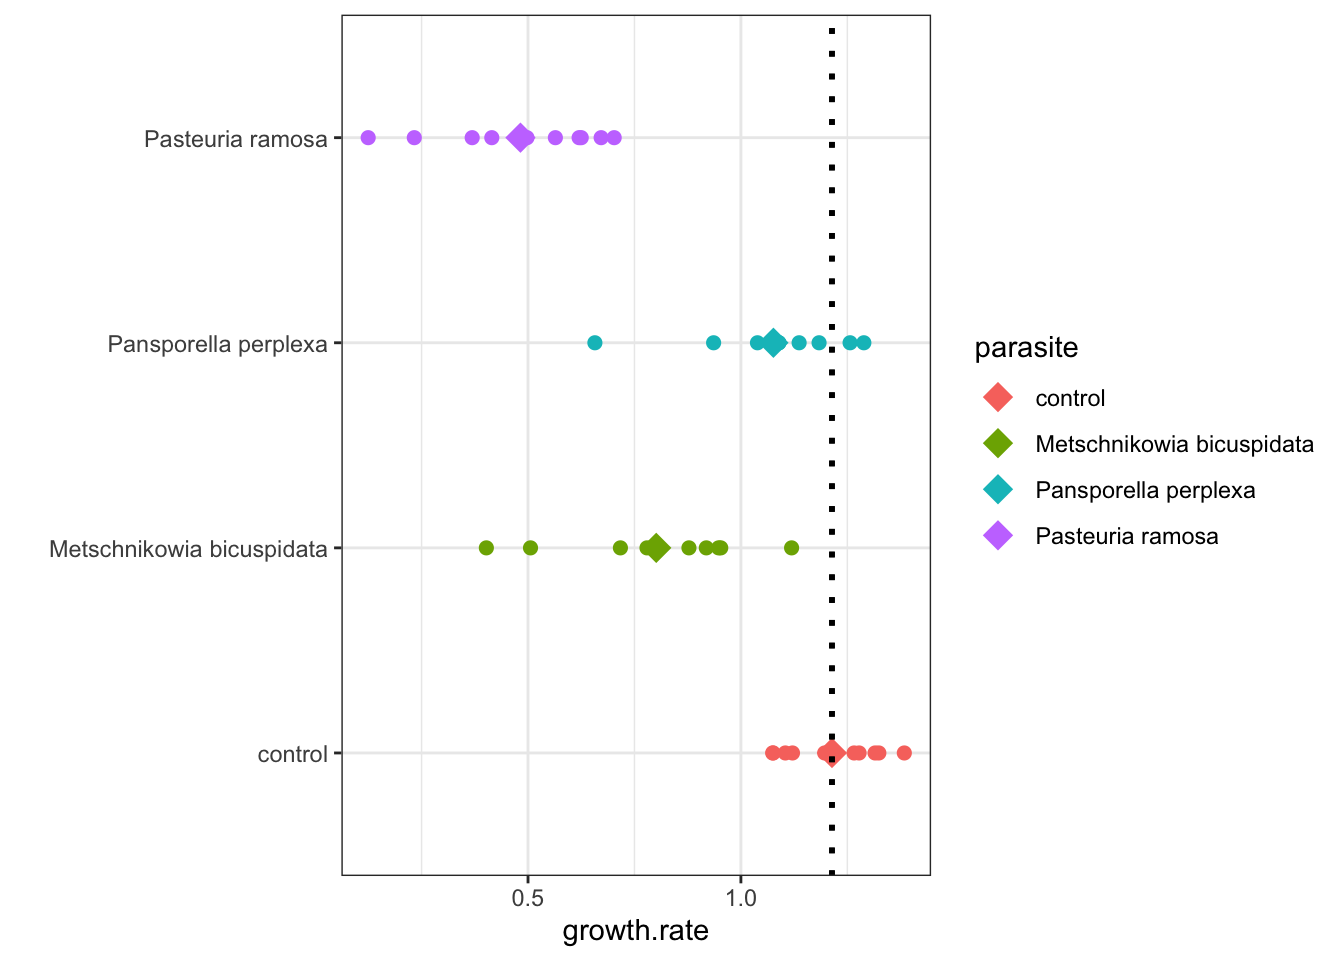 Pasteuria ramosa
Pansporella perplexa
Metschnikowia bicuspidata
control
0.5
1.0
growth.rate
parasite
control
Metschnikowia bicuspidata
Pansporella perplexa
Pasteuria ramosa